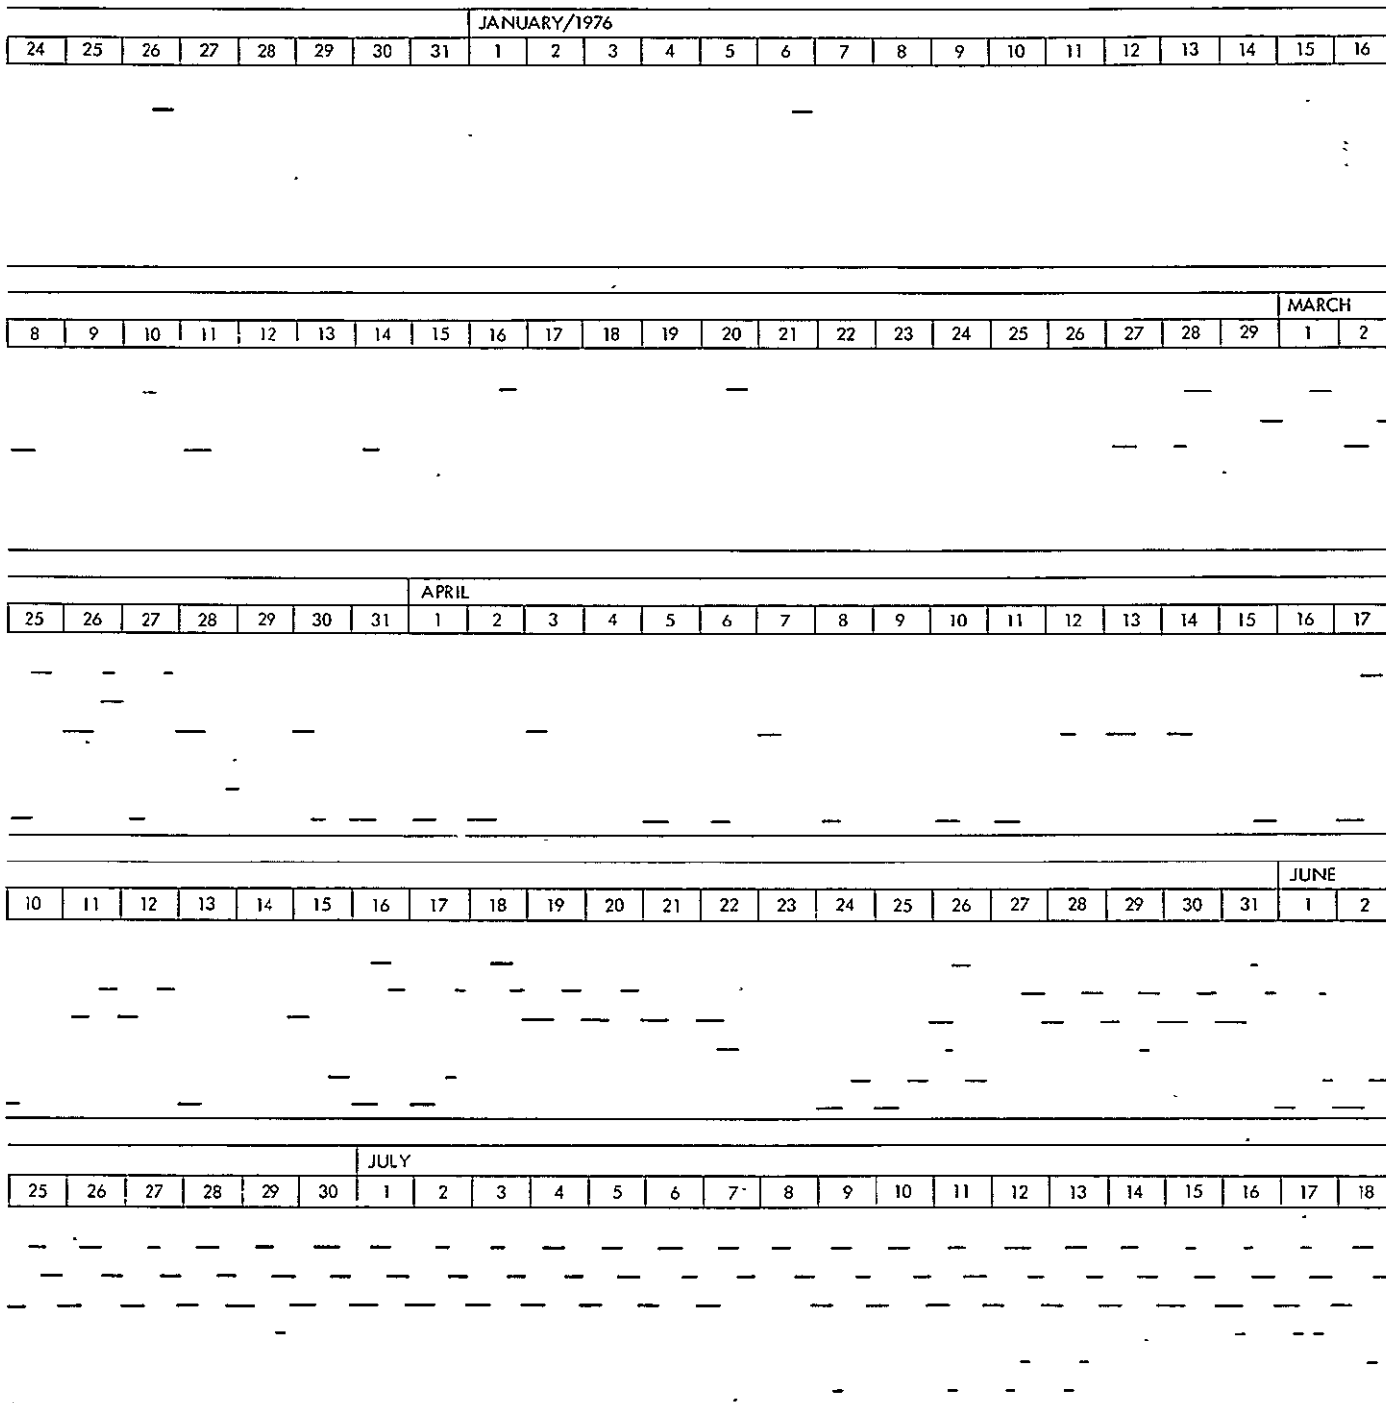 JANUARY/1976
24 25 26 27 28 29 30 31 1 2 3 4 5 6 7 8 9 10 11 12 13 14 15 16
MARCH
8 9 10 11 12 13 14 15 16 17 18 19 20 21 22 23 24 25 26 27 28 29 1 2
APRIL
25 26 27 28 29 30 31 1 2 3 4 5 6 7 8 9 10 11 12 13 14 15 16 17
JUNE
10 11 12 13 14 15 16 17 18 19 20 21 22 23 24 25 26 27 28 29 30 31 1 2
JULY
25 26 27 28 29 30 1 2 3 4 5 6 7 8 9 10 11 12 13 14 15 16 17 18